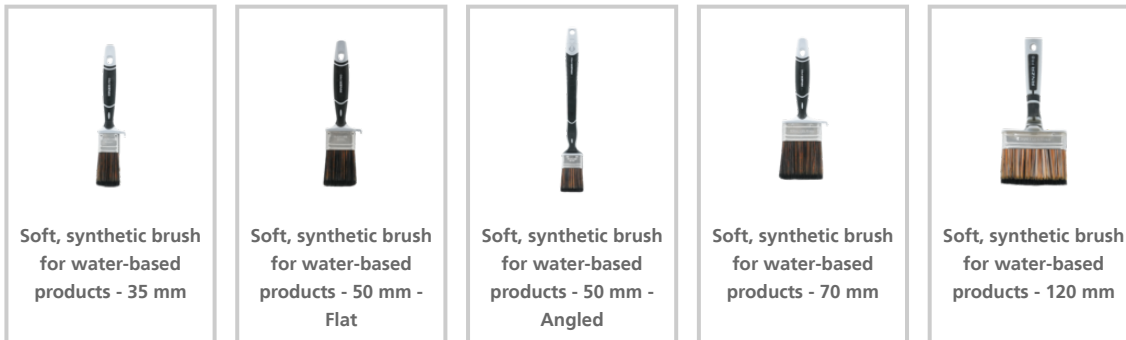 Soft, synthetic brush
for water-based
products - 35 mm
Soft, synthetic brush
for water-based
products - 50 mm -
Flat
Soft, synthetic brush
for water-based
products - 50 mm -
Angled
Soft, synthetic brush
for water-based
products - 70 mm
Soft, synthetic brush
for water-based
products - 120 mm